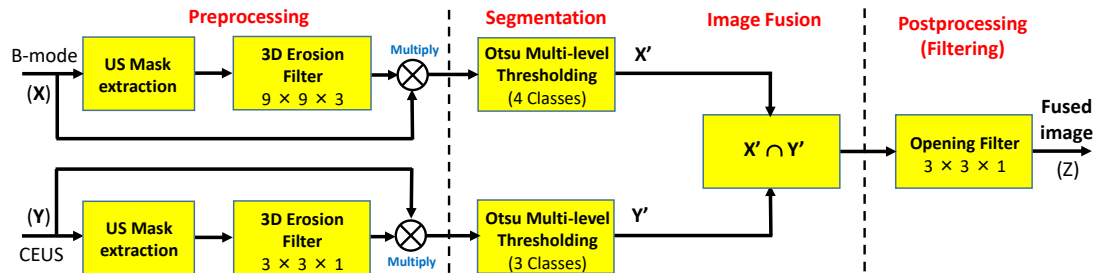 Preprocessing
Segmentation
Image Fusion
Postprocessing
(Filtering)
B-mode
(X)
US Mask
extraction
3D Erosion
Filter
9 × 9 × 3
Multiply
Otsu Multi-level
Thresholding
(4 Classes)
X’
X’ ∩ Y’
Opening Filter
3 × 3 × 1
Fused
image
(Z)
(Y)
CEUS
US Mask
extraction
3D Erosion
Filter
3 × 3 × 1
Multiply
Otsu Multi-level
Thresholding
(3 Classes)
Y’